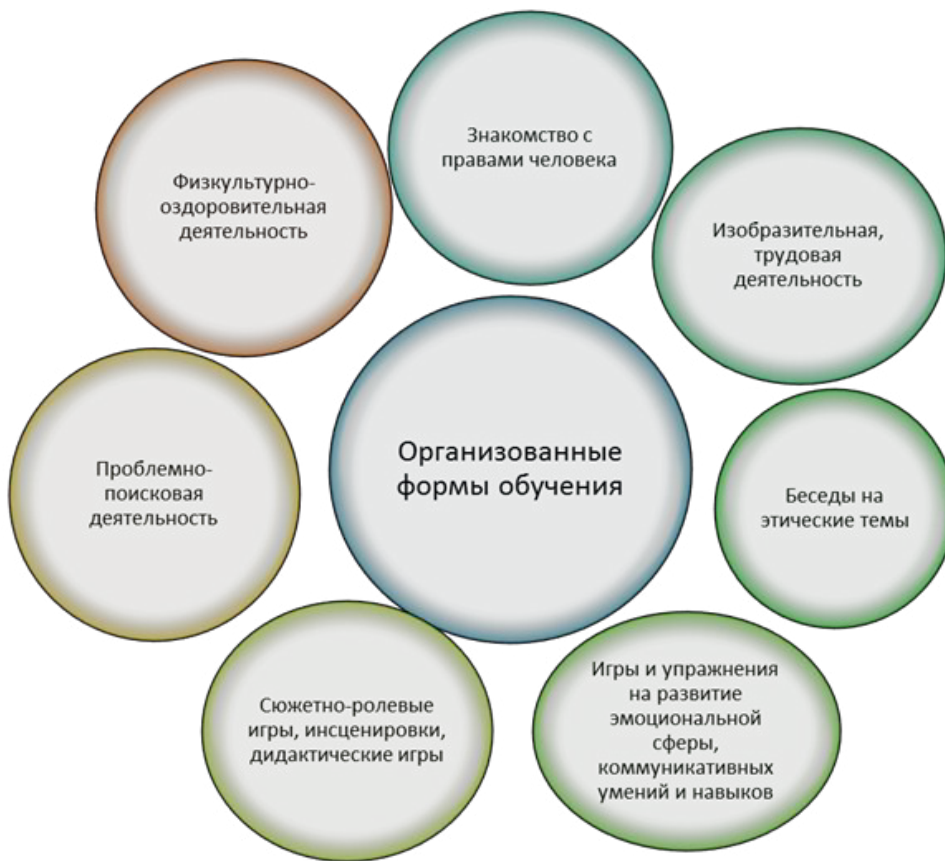 Знакомство с
правами человека
Физкультурно-
оздоровительная
деятельность
Изобразительная,
трудовая
деятельность
Организованные
формы обучения
Проблемно-
поисковая
деятельность
Беседы на
этические темы
Сюжетно-ролевые
игры, инсценировки,
дидактические игры
Игры и упражнения
на развитие
эмоциональной
сферы,
коммуникативных
умений и навыков